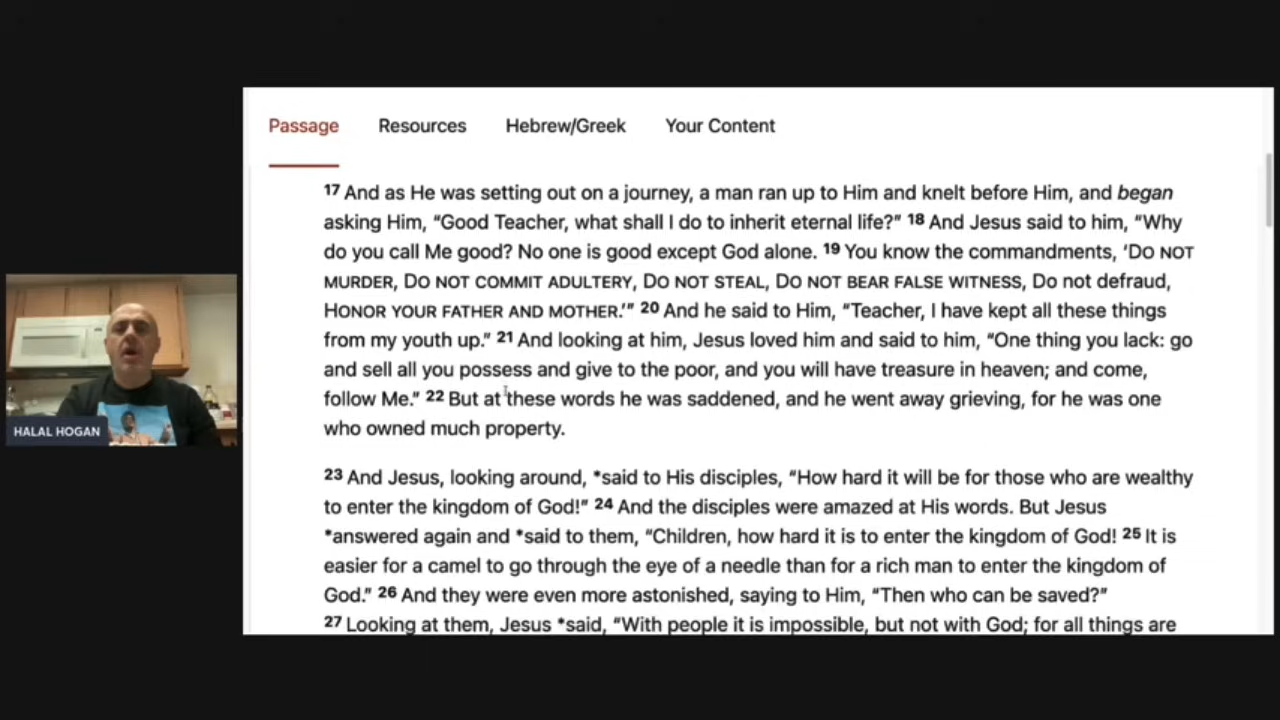 Passage Resources Hebrew/Greek Your Content
17 And as He was setting out on a journey, a man ran up to Him and knelt before Him, and began
asking Him, “Good Teacher, what shall I do to inherit eternal life?” 18 And Jesus said to him, “Why
do you call Me good? No one is good except God alone. 19 You know the commandments, ‘DO NOT
MURDER, DO NOT COMMIT ADULTERY, DO NOT STEAL, DO NOT BEAR FALSE WITNESS, Do not defraud,
HONOR YOUR FATHER AND MOTHER.’” 20 And he said to Him, “Teacher, I have kept all these things
from my youth up.” 21 And looking at him, Jesus loved him and said to him, “One thing you lack: go
and sell all you possess and give to the poor, and you will have treasure in heaven; and come,
follow Me.” 22 But at these words he was saddened, and he went away grieving, for he was one
who owned much property.
23 And Jesus, looking around, *said to His disciples, “How hard it will be for those who are wealthy
to enter the kingdom of God!” 24 And the disciples were amazed at His words. But Jesus
*answered again and *said to them, “Children, how hard it is to enter the kingdom of God! 25 It is
easier for a camel to go through the eye of a needle than for a rich man to enter the kingdom of
God.” 26 And they were even more astonished, saying to Him, “Then who can be saved?”
27 Looking at them, Jesus *said, “With people it is impossible, but not with God; for all things are
HALAL HOGAN